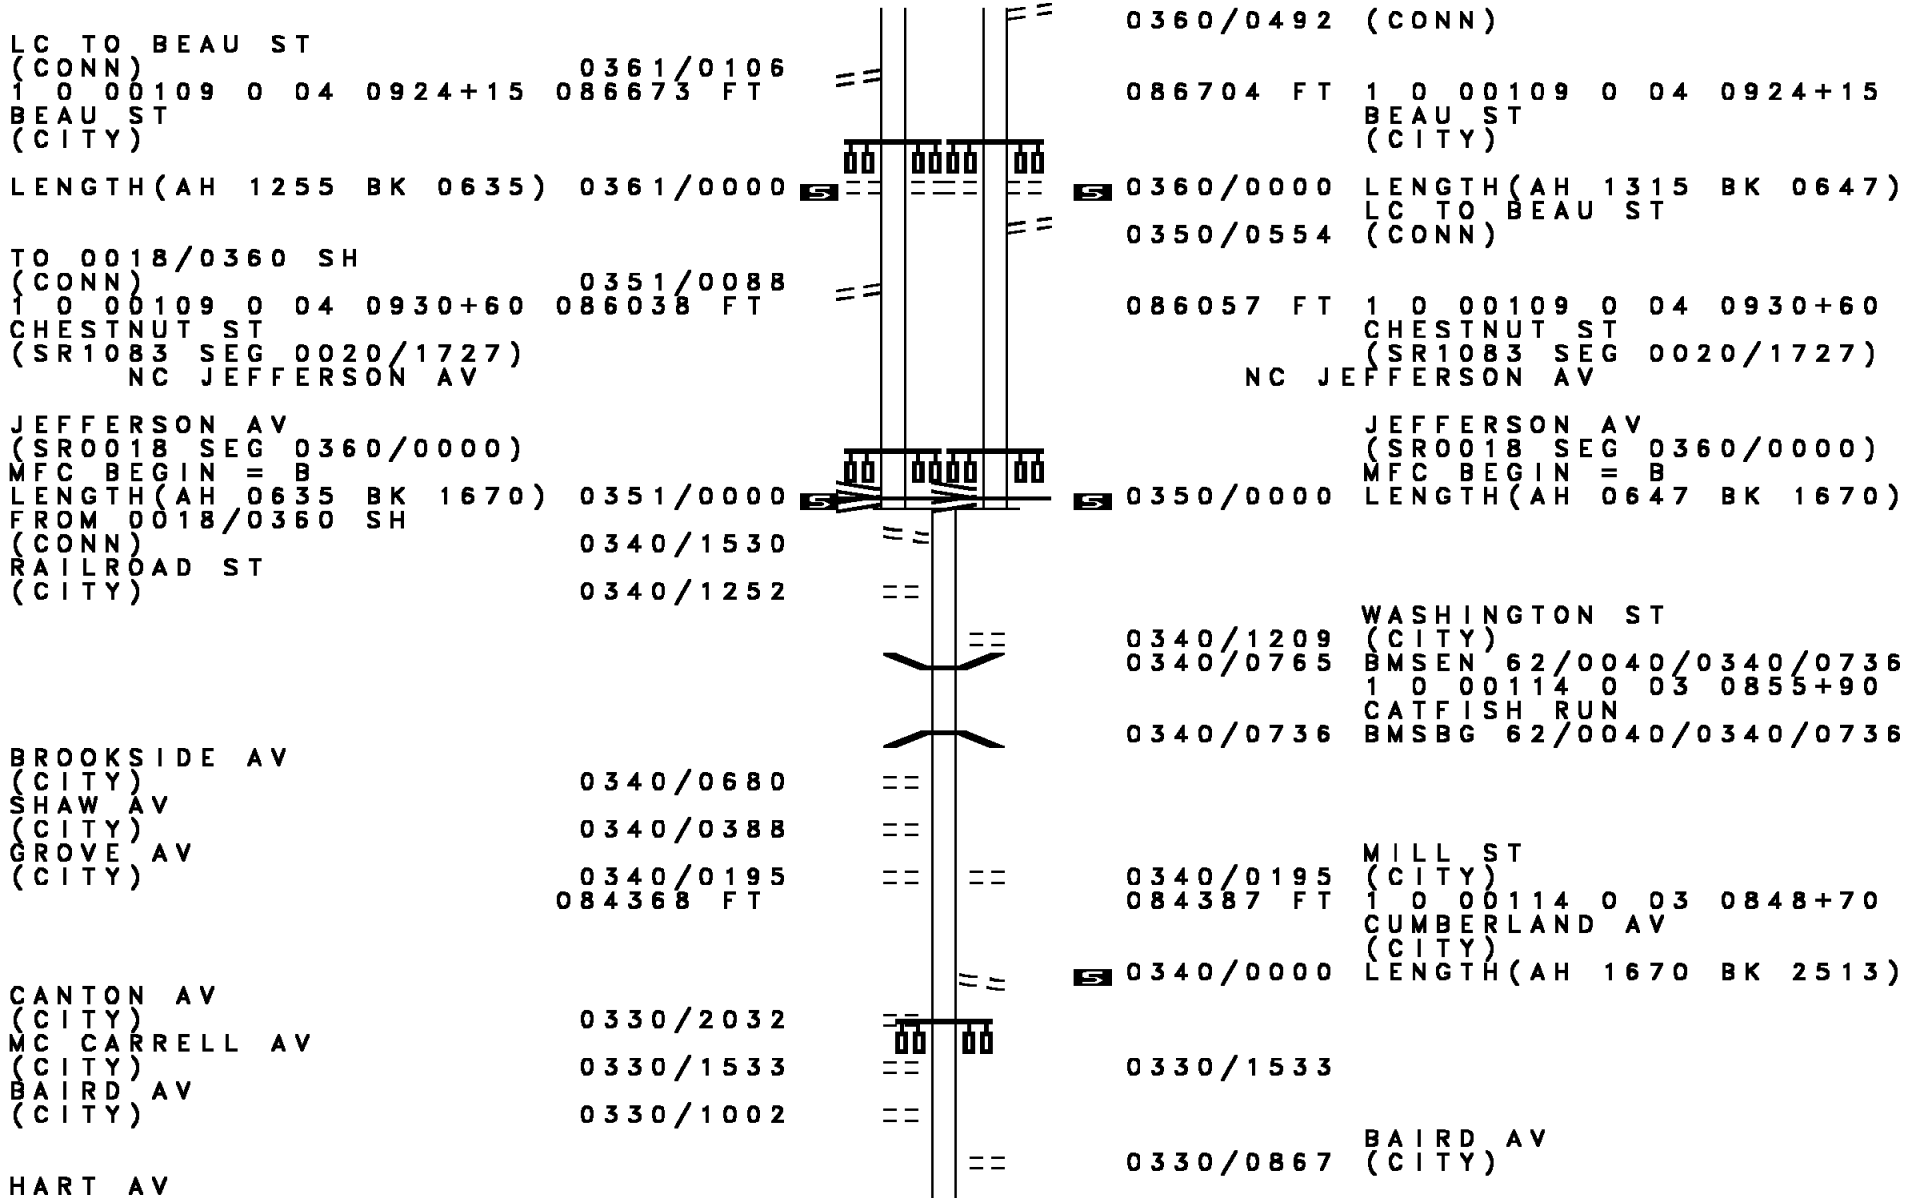 0360/0492 (CONN)
LC TO BEAU ST
(CONN) 0361/0106
1 0 00109 0 04 0924+15 086673 FT 086704 FT 1 0 00109 0 04 0924+15
BEAU ST BEAU ST
(CITY) (CITY)
LENGTH(AH 1255 BK 0635) 0361/0000 S S 0360/0000 LENGTH(AH 1315 BK 0647)
LC TO BEAU ST
0350/0554 (CONN)
TO 0018/0360 SH
(CONN) 0351/0088
1 0 00109 0 04 0930+60 086038 FT 086057 FT 1 0 00109 0 04 0930+60
CHESTNUT ST CHESTNUT ST
(SR1083 SEG 0020/1727) (SR1083 SEG 0020/1727)
NC JEFFERSON AV NC JEFFERSON AV
JEFFERSON AV JEFFERSON AV
(SR0018 SEG 0360/0000) (SR0018 SEG 0360/0000)
MFC BEGIN = B MFC BEGIN = B
LENGTH(AH 0635 BK 1670) 0351/0000 S S 0350/0000 LENGTH(AH 0647 BK 1670)
FROM 0018/0360 SH
(CONN) 0340/1530
RAILROAD ST
(CITY) 0340/1252
WASHINGTON ST
0340/1209 (CITY)
0340/0765 BMSEN 62/0040/0340/0736
1 0 00114 0 03 0855+90
CATFISH RUN
0340/0736 BMSBG 62/0040/0340/0736
BROOKSIDE AV
(CITY) 0340/0680
SHAW AV
(CITY) 0340/0388
GROVE AV MILL ST
(CITY) 0340/0195 0340/0195 (CITY)
084368 FT 084387 FT 1 0 00114 0 03 0848+70
CUMBERLAND AV
(CITY)
S 0340/0000 LENGTH(AH 1670 BK 2513)
CANTON AV
(CITY) 0330/2032
MC CARRELL AV
(CITY) 0330/1533 0330/1533
BAIRD AV
(CITY) 0330/1002
BAIRD AV
0330/0867 (CITY)
HART AV